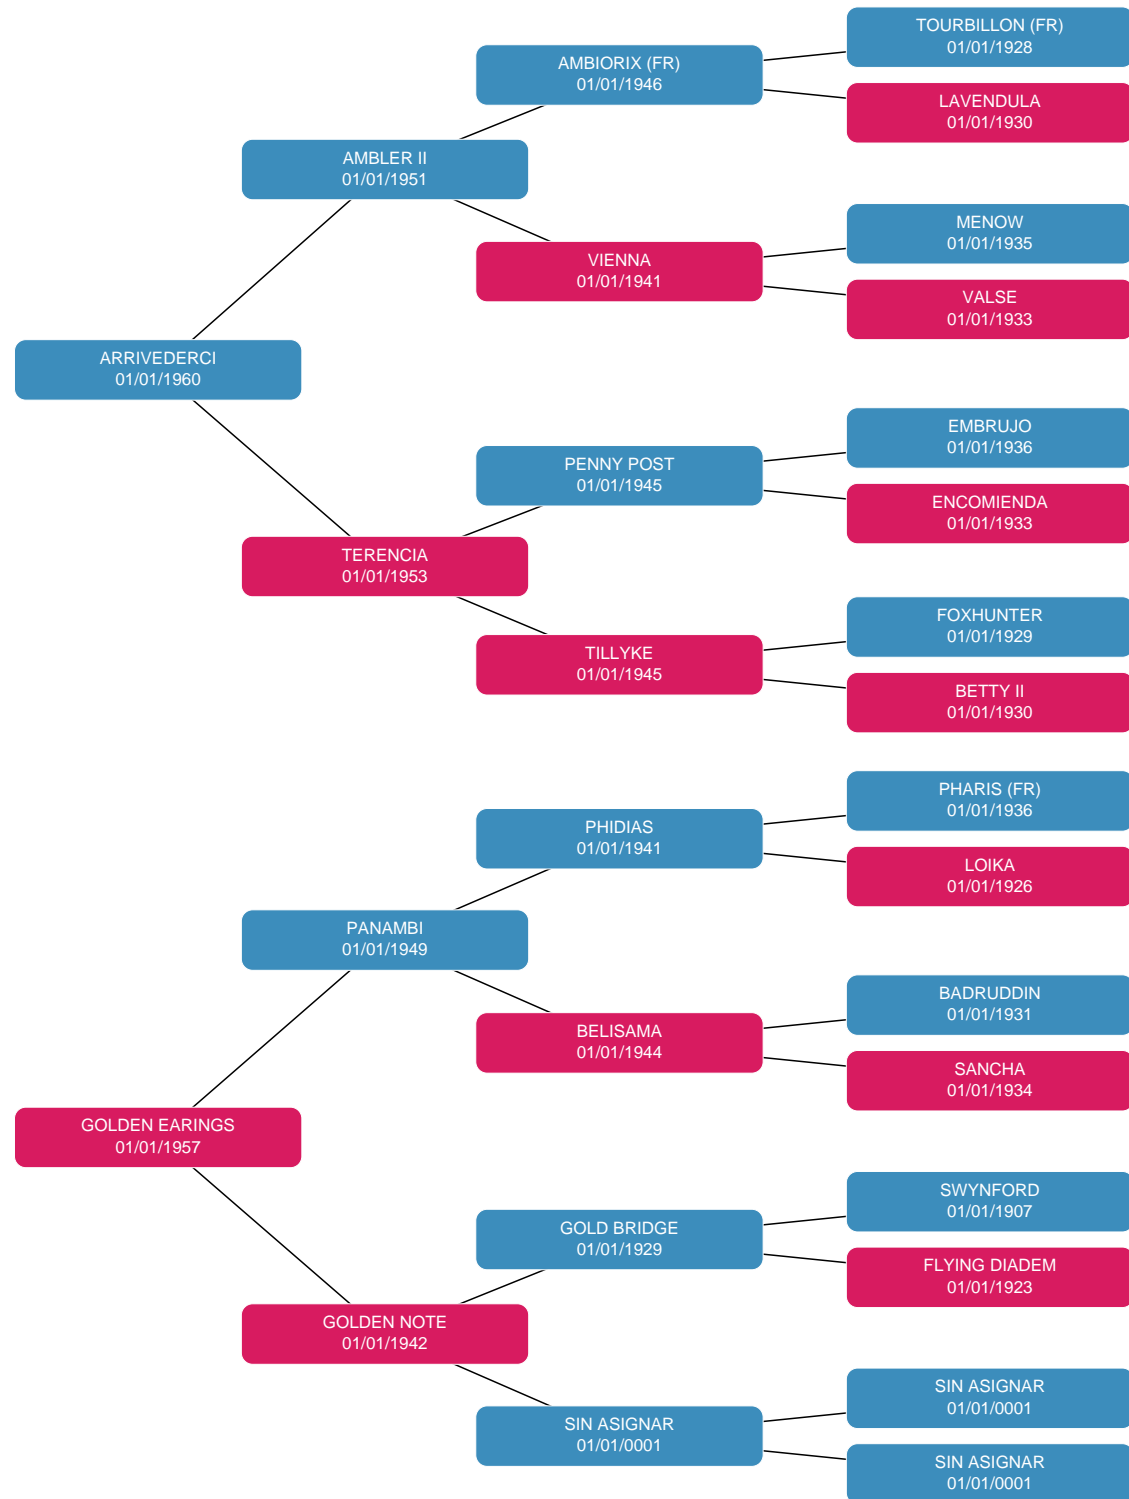 TOURBILLON (FR)
01/01/1928
AMBIORIX (FR)
01/01/1946
LAVENDULA
01/01/1930
AMBLER II
01/01/1951
MENOW
01/01/1935
VIENNA
01/01/1941
VALSE
01/01/1933
ARRIVEDERCI
01/01/1960
EMBRUJO
01/01/1936
PENNY POST
01/01/1945
ENCOMIENDA
01/01/1933
TERENCIA
01/01/1953
FOXHUNTER
01/01/1929
TILLYKE
01/01/1945
BETTY II
01/01/1930
PHARIS (FR)
01/01/1936
PHIDIAS
01/01/1941
LOIKA
01/01/1926
PANAMBI
01/01/1949
BADRUDDIN
01/01/1931
BELISAMA
01/01/1944
SANCHA
01/01/1934
GOLDEN EARINGS
01/01/1957
SWYNFORD
01/01/1907
GOLD BRIDGE
01/01/1929
FLYING DIADEM
01/01/1923
GOLDEN NOTE
01/01/1942
SIN ASIGNAR
01/01/0001
SIN ASIGNAR
01/01/0001
SIN ASIGNAR
01/01/0001